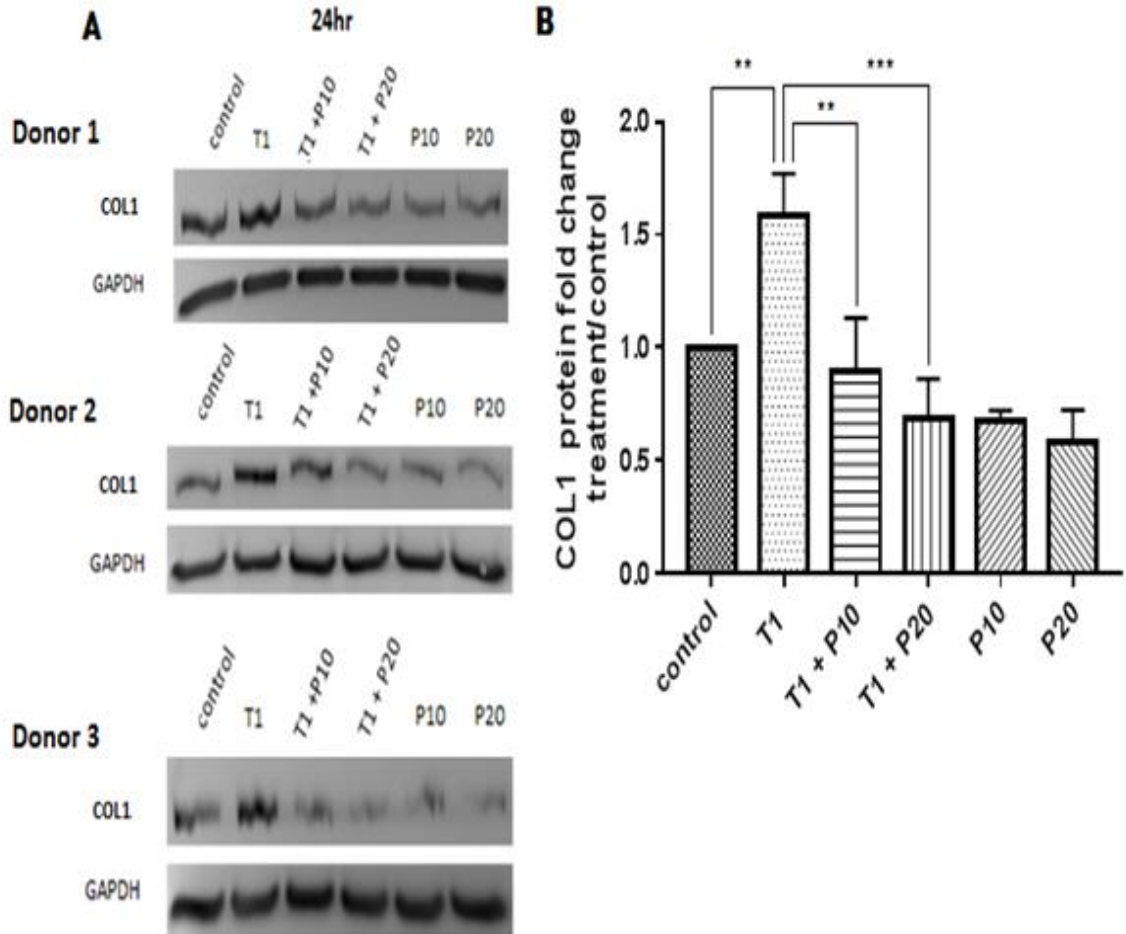 A
24hr
Donor 1
control T1 .T1 +P10 T1 + P20 P10 P20
COL1
GAPDH
Donor 2
control T1 T1 +P10 T1 + P20 P10 P20
COL1
GAPDH
Donor 3
control T1 T1 +P10 T1 + P20 P10 P20
COL1
GAPDH
B
** ***
**
COL1 protein fold change
treatment/control
2.0
1.5
1.0
0.5
0.0
control T1 T1 + P10 T1 + P20 P10 P20